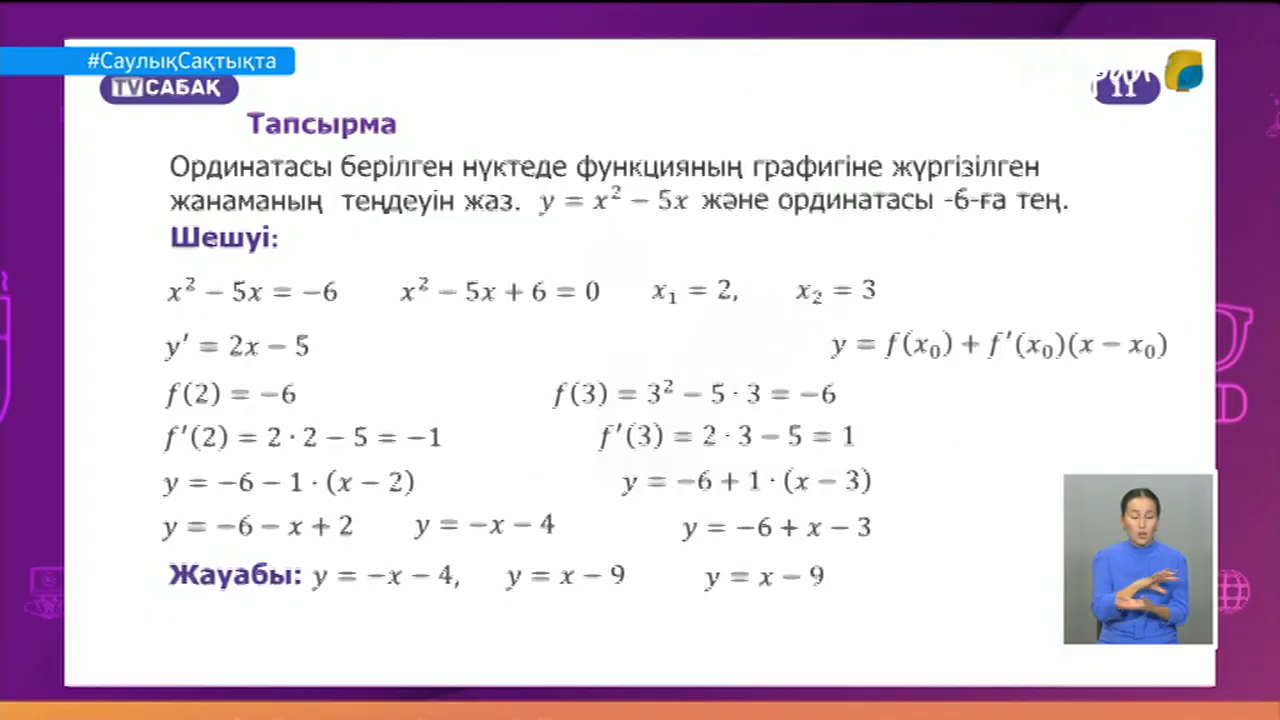 #СаулықСақтықта
TVСАБАҚ
11
Тапсырма
Ординатасы берілген нүктеде функцияның графигіне жүргізілген
жанаманың теңдеуін жаз. y = x² − 5x және ординатасы -6-ға тең.
Шешуі:
x² − 5x = −6 x² − 5x + 6 = 0 x₁ = 2, x₂ = 3
y′ = 2x − 5 y = f(x₀) + f′(x₀)(x − x₀)
f(2) = −6 f(3) = 3² − 5 · 3 = −6
f′(2) = 2 · 2 − 5 = −1 f′(3) = 2 · 3 − 5 = 1
y = −6 − 1 · (x − 2) y = −6 + 1 · (x − 3)
y = −6 − x + 2 y = −x − 4 y = −6 + x − 3
Жауабы: y = −x − 4, y = x − 9 y = x − 9